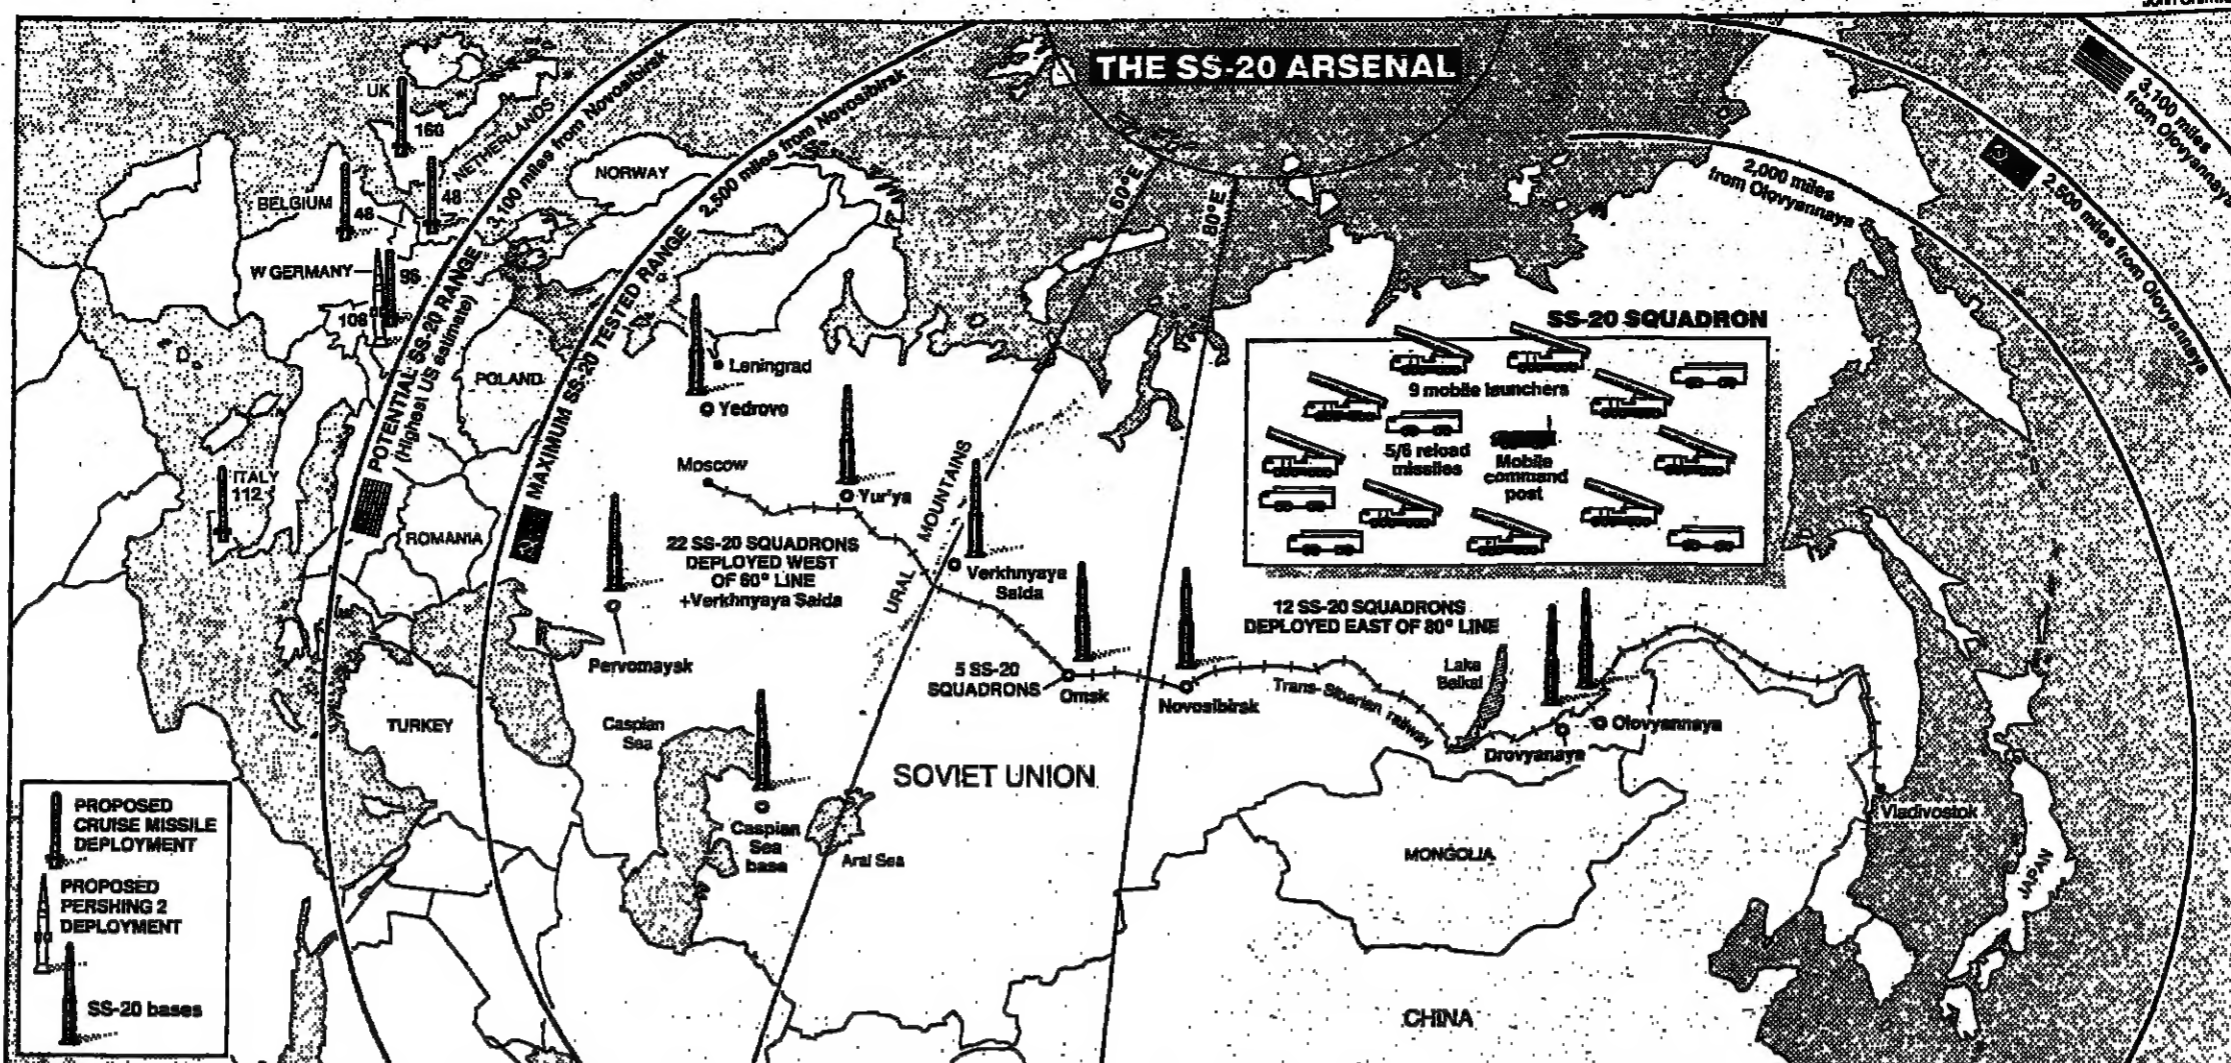 THE SS-20 ARSENAL
UK
160
NETHERLANDS
48
BELGIUM
48
W GERMANY
96
108
ITALY
112
NORWAY
POLAND
ROMANIA
TURKEY
POTENTIAL SS-20 RANGE
(Highest US estimate)
3,100 miles from Novosibirsk
MAXIMUM SS-20 TESTED RANGE
2,500 miles from Novosibirsk
60°E
80°E
2,000 miles
from Olovyannaya
2,500 miles from Olovyannaya
3,100 miles
from Olovyannaya
Leningrad
Yedrovo
Moscow
Yur'ya
URAL MOUNTAINS
22 SS-20 SQUADRONS
DEPLOYED WEST
OF 60° LINE
+Verkhnyaya Salda
Verkhnyaya
Salda
Pervomaysk
5 SS-20
SQUADRONS
Omsk
Novosibirsk
12 SS-20 SQUADRONS
DEPLOYED EAST OF 80° LINE
Trans-Siberian railway
Lake
Baikal
Drovyanaya
Olovyannaya
Caspian
Sea
Caspian
Sea
base
Aral Sea
SOVIET UNION
MONGOLIA
CHINA
Vladivostok
JAPAN
SS-20 SQUADRON
9 mobile launchers
5/6 reload
missiles
Mobile
command
post
PROPOSED
CRUISE MISSILE
DEPLOYMENT
PROPOSED
PERSHING 2
DEPLOYMENT
SS-20 bases